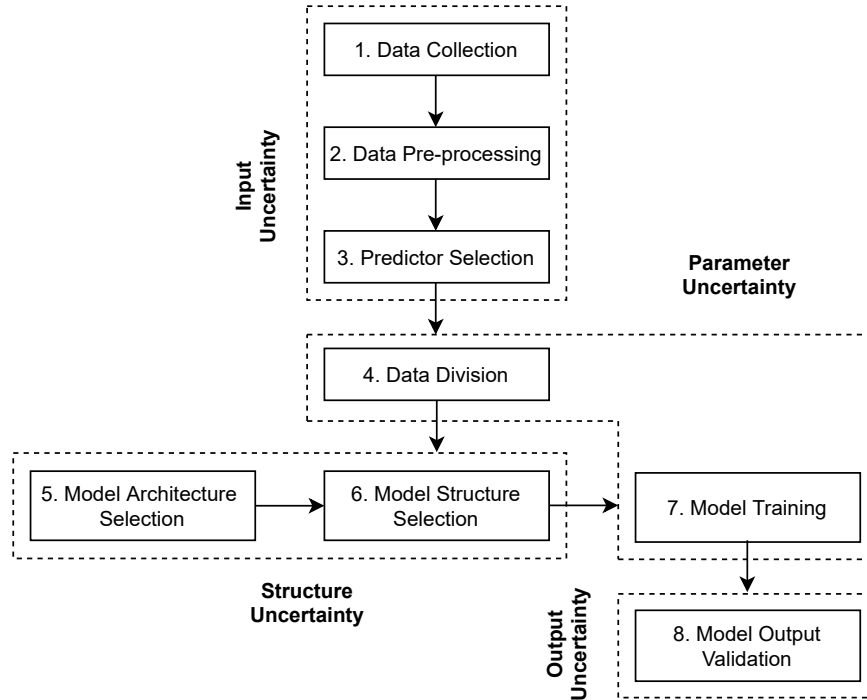 1. Data Collection
2. Data Pre-processing
3. Predictor Selection
Input
Uncertainty
Parameter
Uncertainty
4. Data Division
5. Model Architecture
Selection
6. Model Structure
Selection
7. Model Training
Structure
Uncertainty
Output
Uncertainty
8. Model Output
Validation